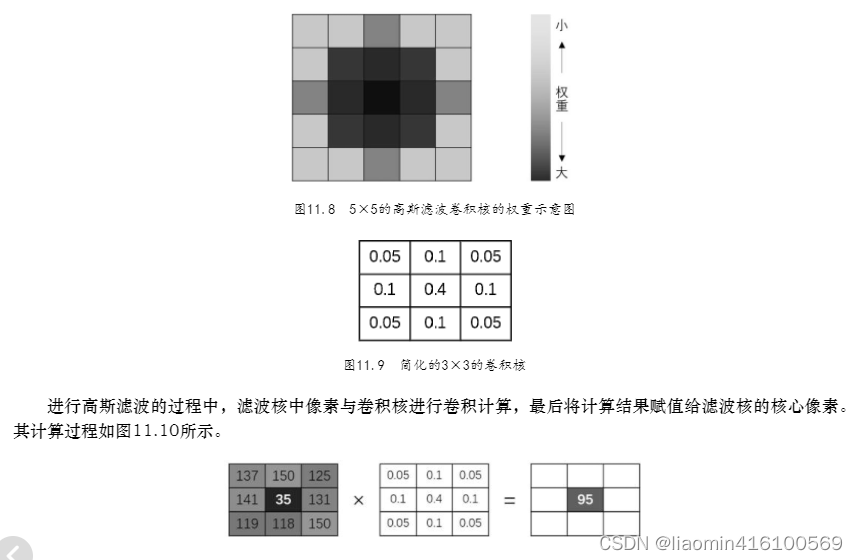 小
权
重
大
图11.8 5×5的高斯滤波卷积核的权重示意图
0.05 0.1 0.05
0.1 0.4 0.1
0.05 0.1 0.05
图11.9 简化的3×3的卷积核
进行高斯滤波的过程中，滤波核中像素与卷积核进行卷积计算，最后将计算结果赋值给滤波核的核心像素。
其计算过程如图11.10所示。
137 150 125 0.05 0.1 0.05
141 35 131 × 0.1 0.4 0.1 = 95
119 118 150 0.05 0.1 0.05
CSDN @liaomin416100569